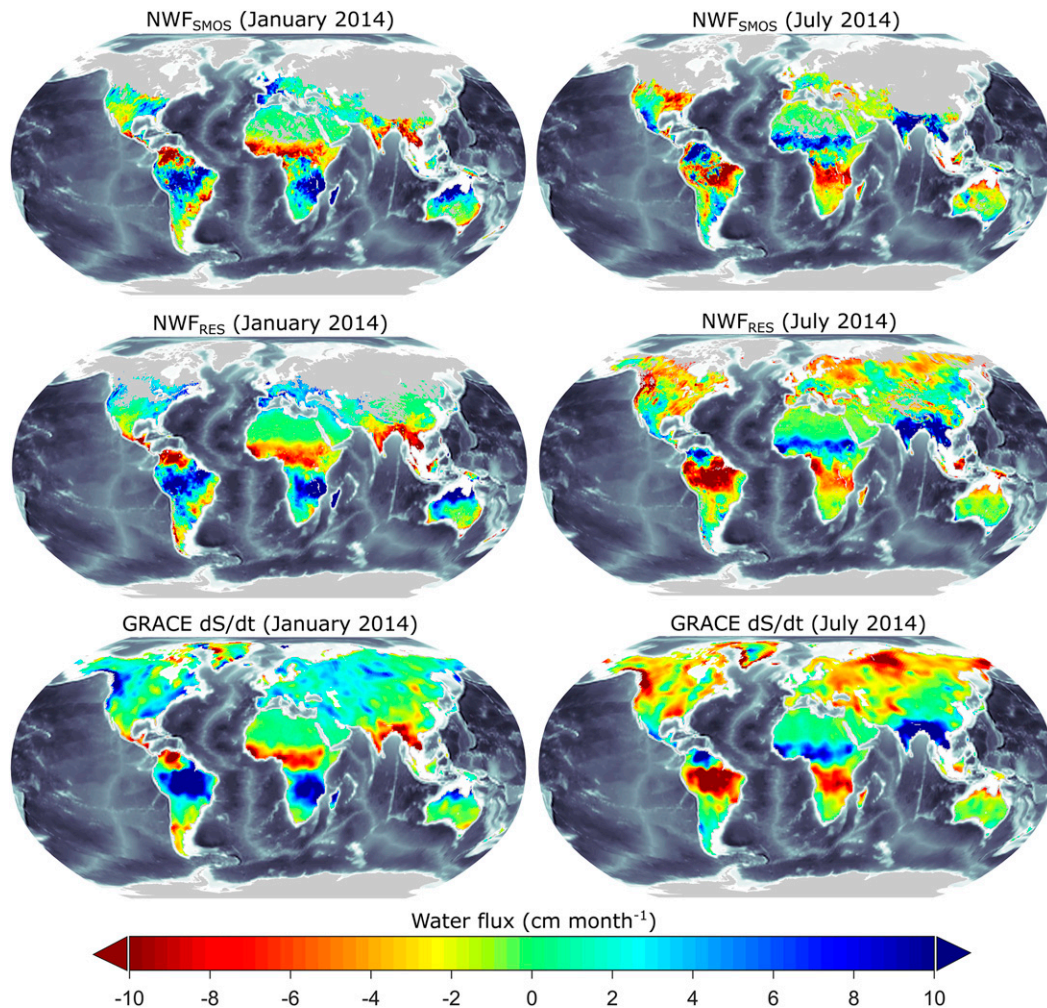 NWFSMOS (January 2014)
NWFSMOS (July 2014)
NWFRES (January 2014)
NWFRES (July 2014)
GRACE dS/dt (January 2014)
GRACE dS/dt (July 2014)
Water flux (cm month-1)
-10 -8 -6 -4 -2 0 2 4 6 8 10